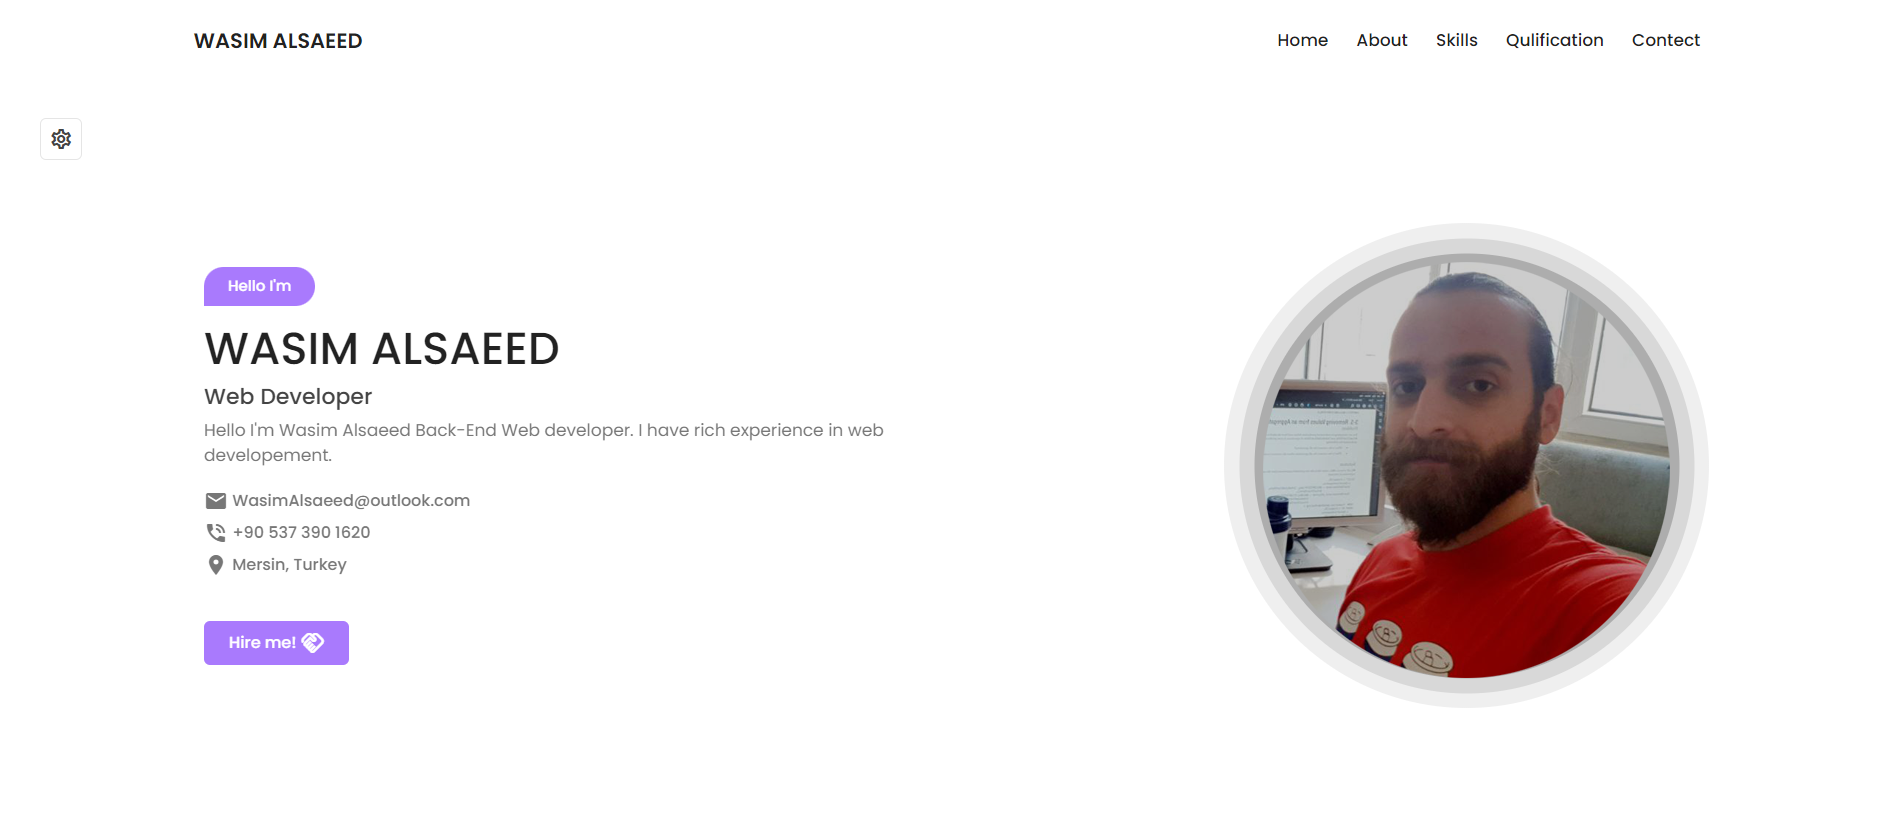 WASIM ALSAEED
Home About Skills Qulification Contect
Hello I'm
WASIM ALSAEED
Web Developer
Hello I'm Wasim Alsaeed Back-End Web developer. I have rich experience in web
developement.
WasimAlsaeed@outlook.com
+90 537 390 1620
Mersin, Turkey
Hire me!